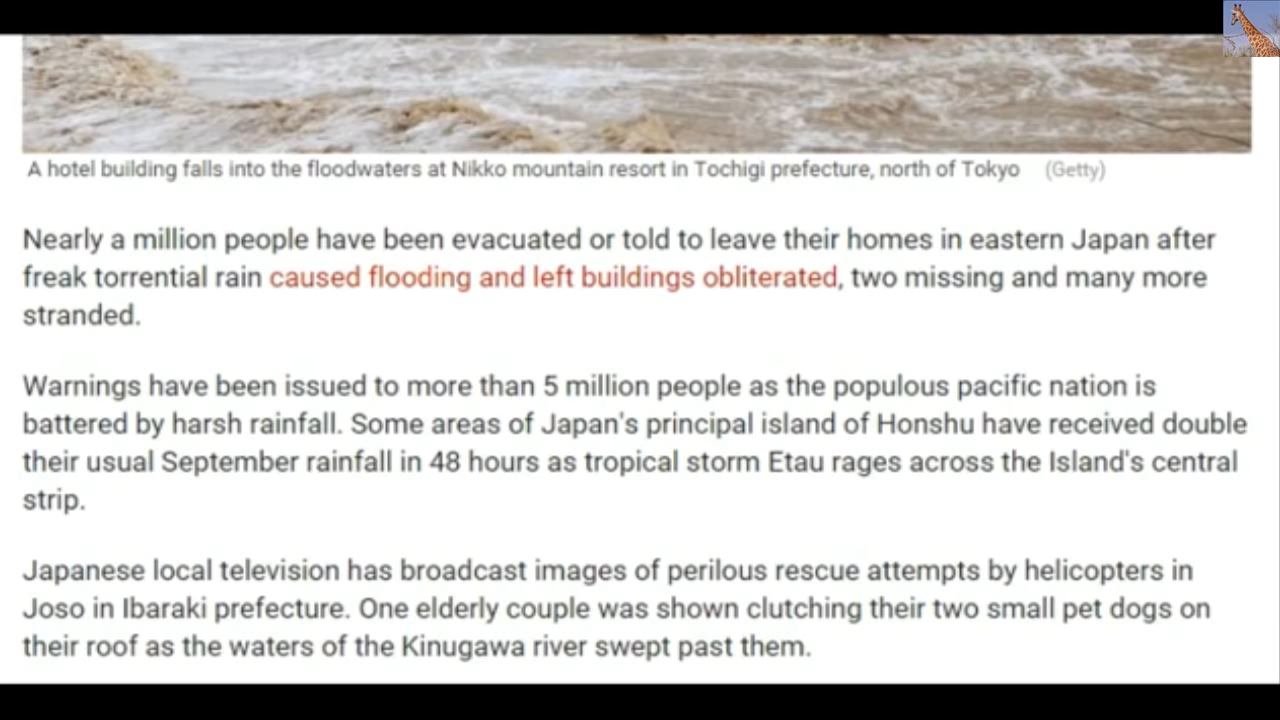 A hotel building falls into the floodwaters at Nikko mountain resort in Tochigi prefecture, north of Tokyo (Getty)
Nearly a million people have been evacuated or told to leave their homes in eastern Japan after
freak torrential rain caused flooding and left buildings obliterated, two missing and many more
stranded.
Warnings have been issued to more than 5 million people as the populous pacific nation is
battered by harsh rainfall. Some areas of Japan's principal island of Honshu have received double
their usual September rainfall in 48 hours as tropical storm Etau rages across the Island's central
strip.
Japanese local television has broadcast images of perilous rescue attempts by helicopters in
Joso in Ibaraki prefecture. One elderly couple was shown clutching their two small pet dogs on
their roof as the waters of the Kinugawa river swept past them.